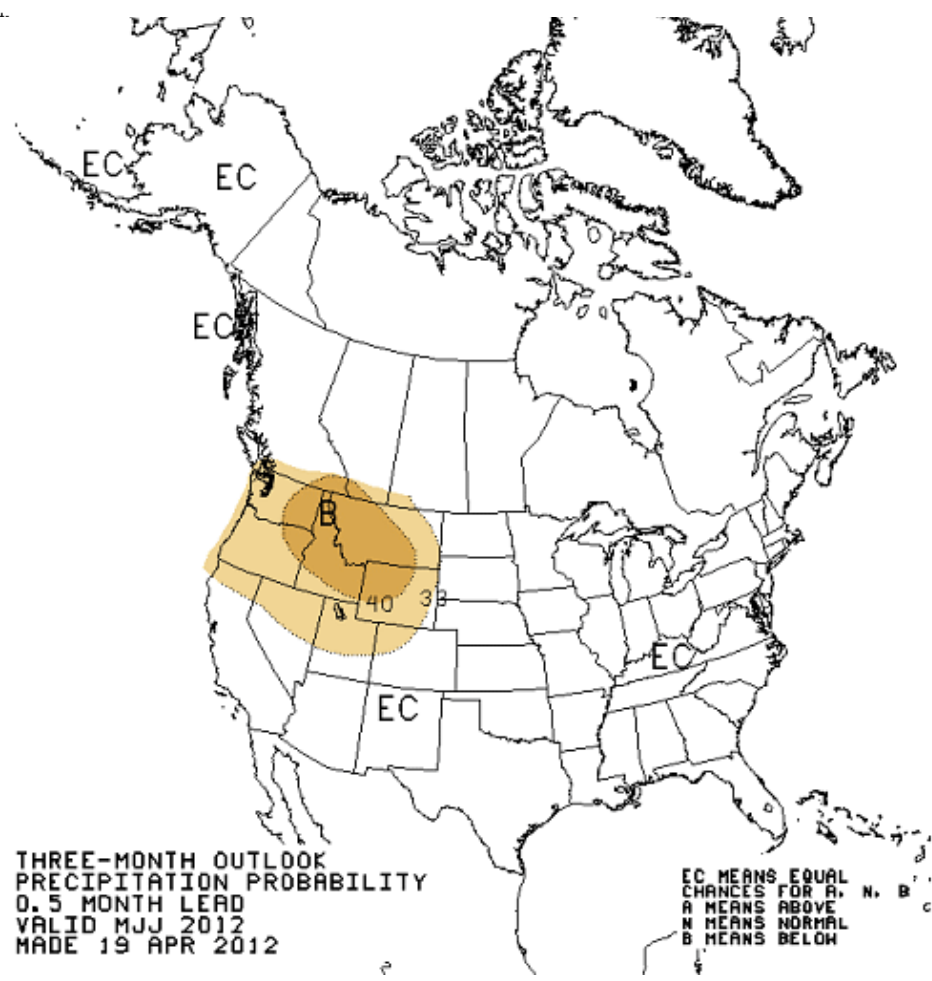 EC
EC
EC
B
40
33
EC
EC
THREE-MONTH OUTLOOK
PRECIPITATION PROBABILITY
0.5 MONTH LEAD
VALID MJJ 2012
MADE 19 APR 2012
EC MEANS EQUAL
CHANCES FOR A, N, B
A MEANS ABOVE
N MEANS NORMAL
B MEANS BELOW